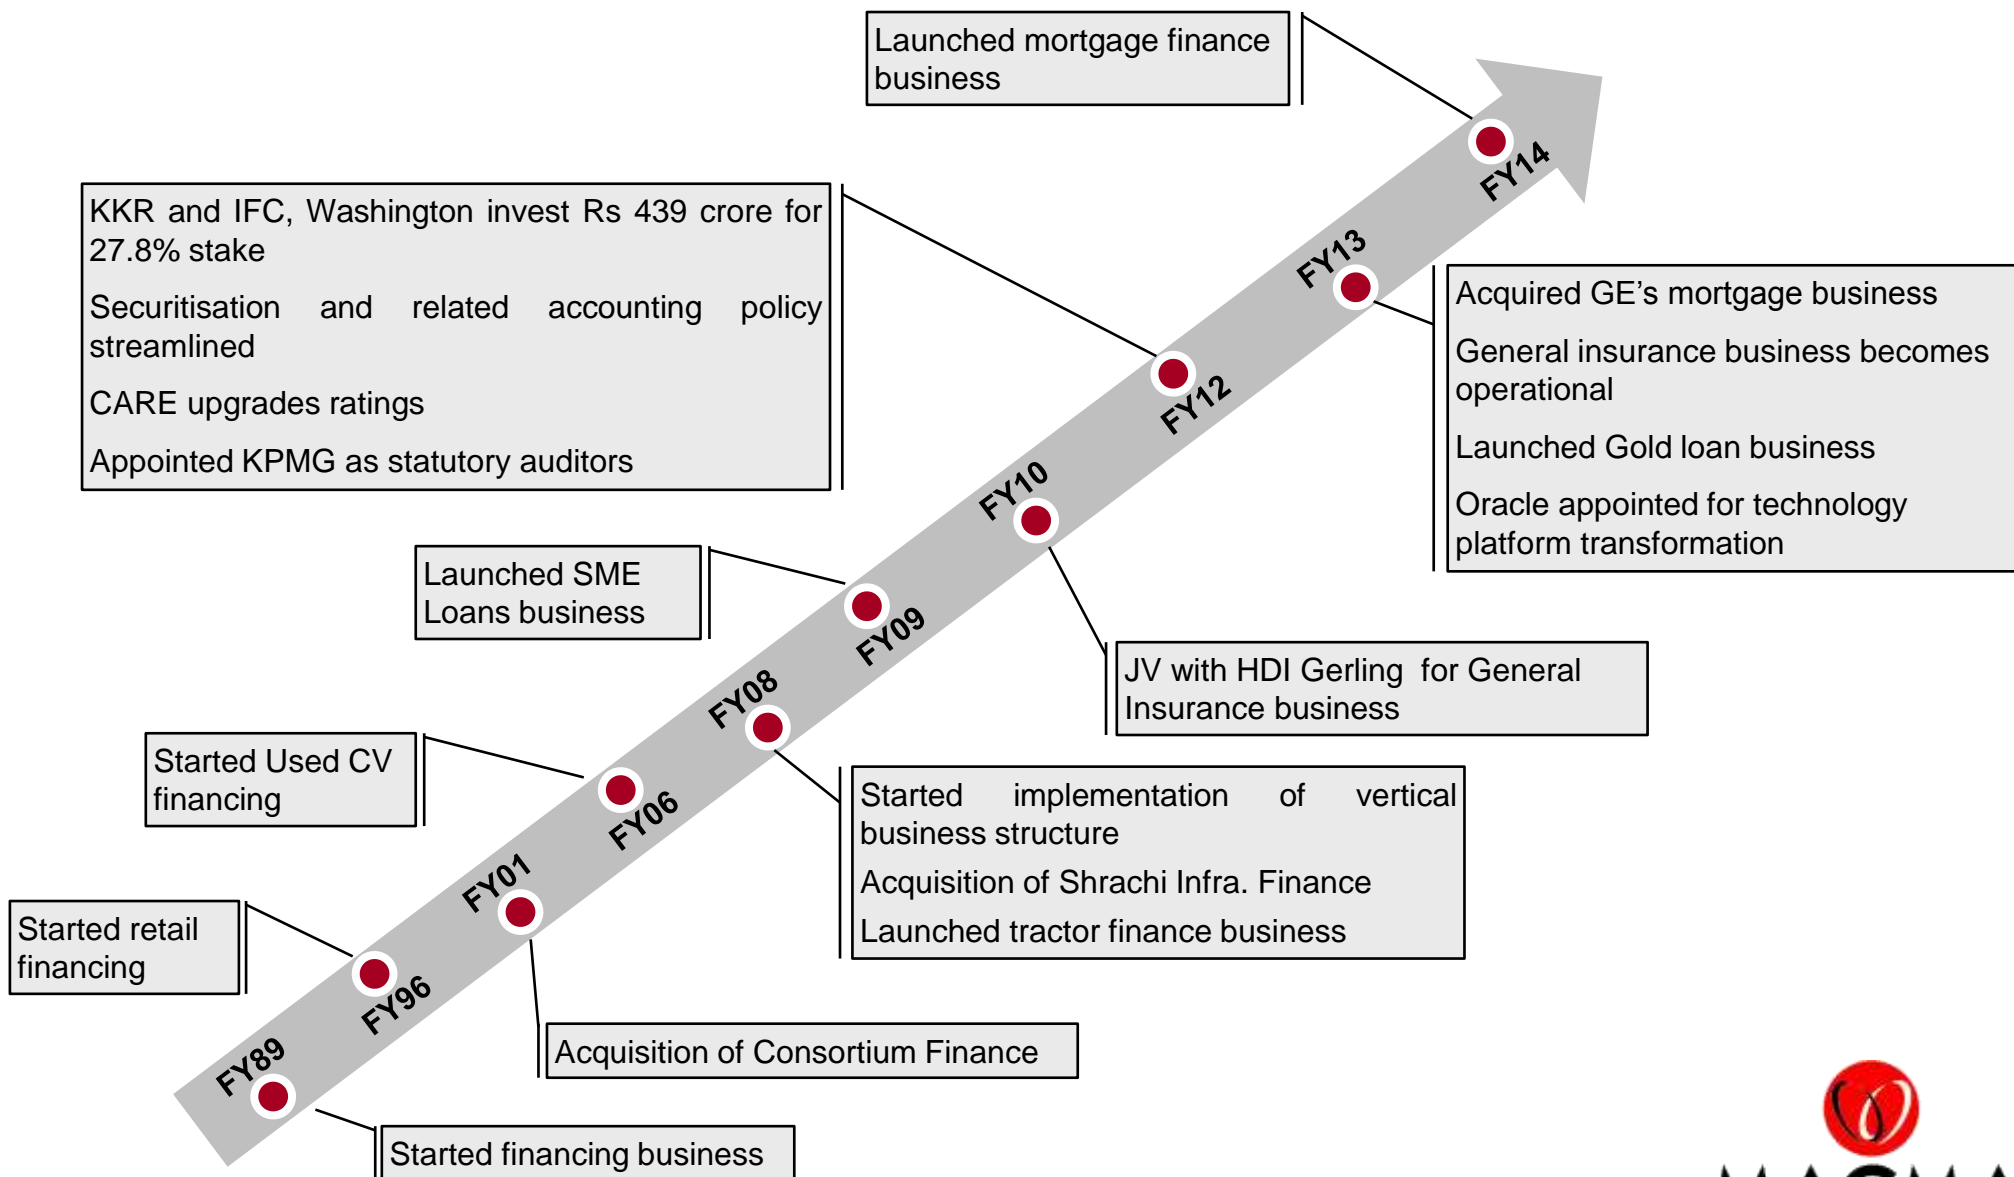 Launched mortgage finance
business
FY14
KKR and IFC, Washington invest Rs 439 crore for
27.8% stake
Securitisation and related accounting policy
streamlined
CARE upgrades ratings
Appointed KPMG as statutory auditors
FY13
Acquired GE’s mortgage business
General insurance business becomes
operational
Launched Gold loan business
Oracle appointed for technology
platform transformation
FY12
FY10
Launched SME
Loans business
FY09
JV with HDI Gerling  for General
Insurance business
FY08
Started Used CV
financing
FY06
Started implementation of vertical
business structure
Acquisition of Shrachi Infra. Finance
Launched tractor finance business
FY01
Started retail
financing
FY96
Acquisition of Consortium Finance
FY89
Started financing business
MAGMA